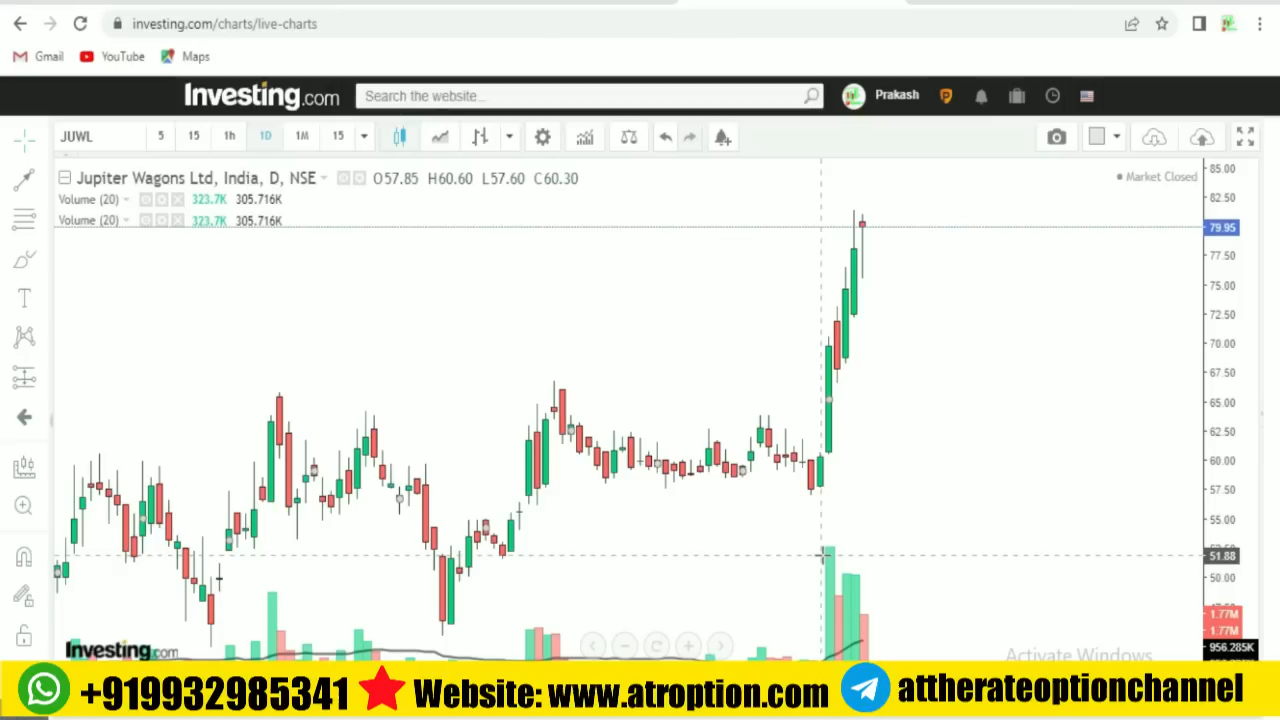 investing.com/charts/live-charts
Gmail YouTube Maps
Investing.com Search the website... Prakash
JUWL 5 15 1h 1D 1M 15
Jupiter Wagons Ltd, India, D, NSE O57.85 H60.60 L57.60 C60.30
Market Closed
Volume (20) 323.7K 305.716K
Volume (20) 323.7K 305.716K
85.00
82.50
79.95
77.50
75.00
72.50
70.00
67.50
65.00
62.50
60.00
57.50
55.00
51.88
50.00
1.77M
1.77M
956.285K
Investing.com
Activate Windows
+919932985341 Website: www.atroption.com attherateoptionchannel